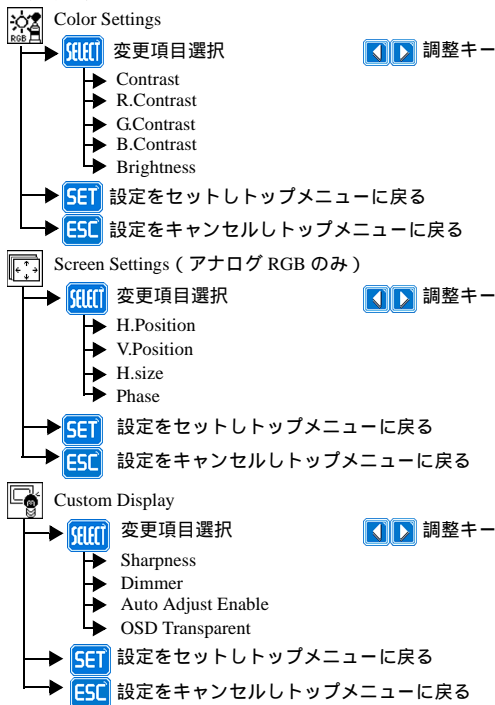 RGB Color Settings
SELECT 変更項目選択 調整キー
Contrast
R.Contrast
G.Contrast
B.Contrast
Brightness
SET 設定をセットしトップメニューに戻る
ESC 設定をキャンセルしトップメニューに戻る
Screen Settings ( アナログ RGB のみ )
SELECT 変更項目選択 調整キー
H.Position
V.Position
H.size
Phase
SET 設定をセットしトップメニューに戻る
ESC 設定をキャンセルしトップメニューに戻る
Custom Display
SELECT 変更項目選択 調整キー
Sharpness
Dimmer
Auto Adjust Enable
OSD Transparent
SET 設定をセットしトップメニューに戻る
ESC 設定をキャンセルしトップメニューに戻る